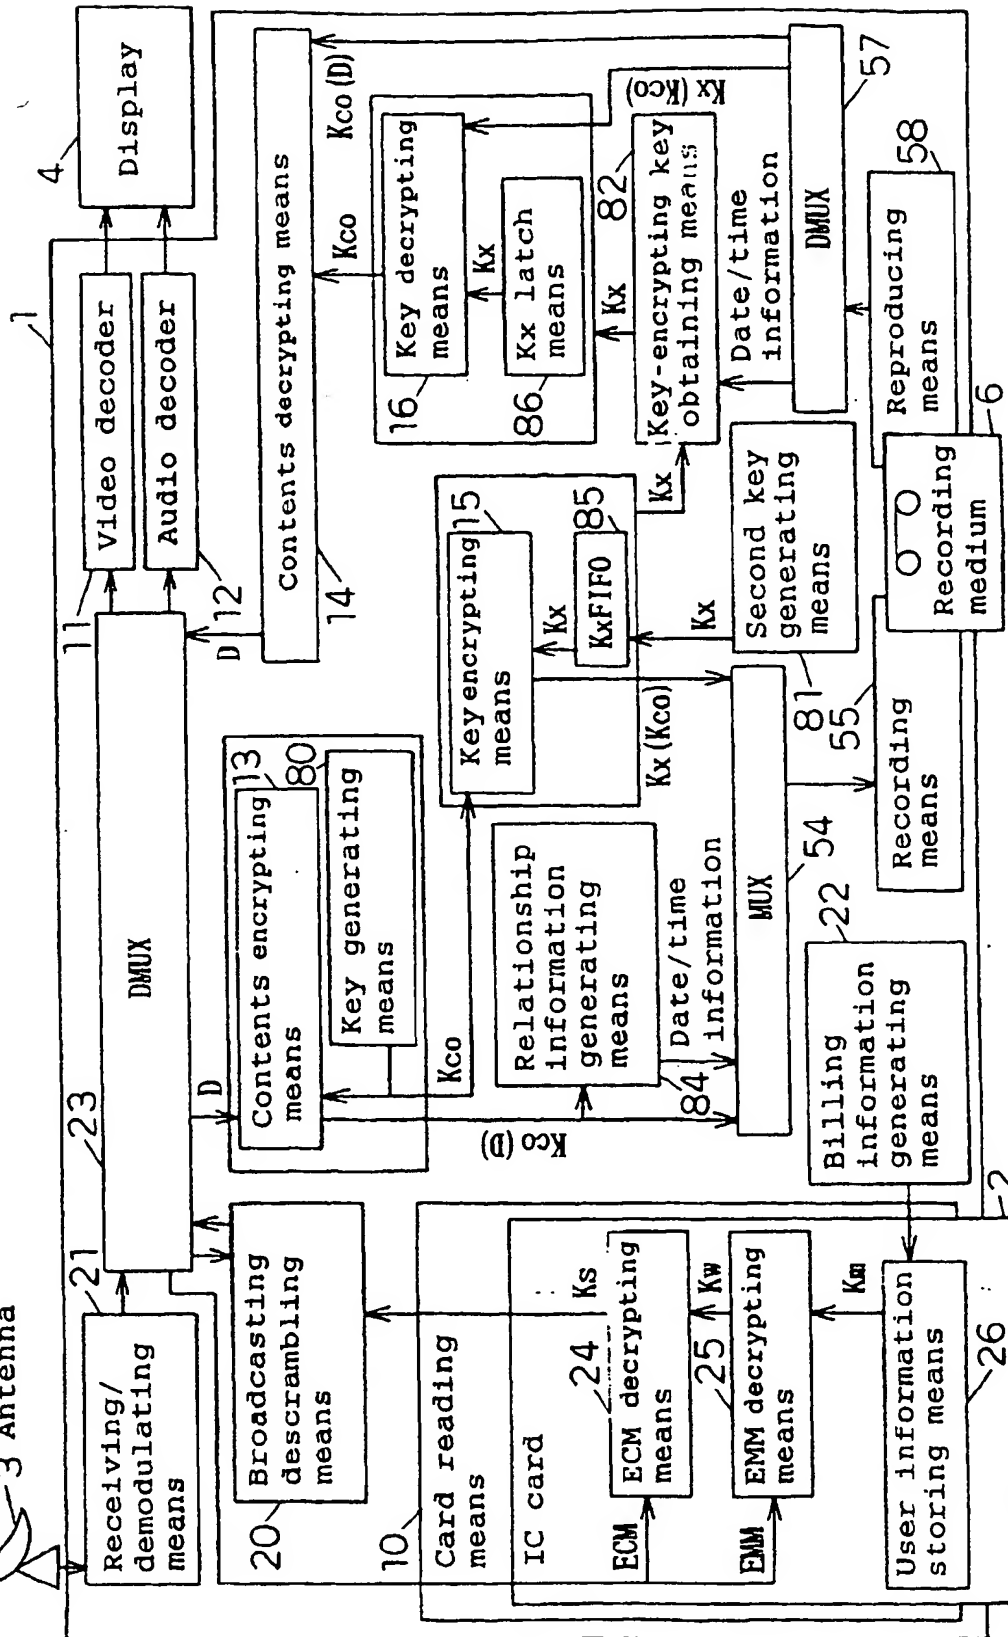 3 Antenna
1
4
Display
Receiving/
demodulating
means
21
23
DMUX
11
Video decoder
Audio decoder
12
D
D
20
Broadcasting
descrambling
means
Contents encrypting
means
13
Key generating
means
80
14
Contents decrypting means
Kco
Kco (D)
Kco
Kco (D)
10
Card reading
means
IC card
Ks
ECM
ECM decrypting
means
24
Kw
EMM
EMM decrypting
means
25
Km
User information
storing means
26
2
Relationship
information
generating
means
84
Date/time
information
Key encrypting
means
15
Kx
KxFIFO
85
Kx (Kco)
Kx
Kx
Key decrypting
means
16
Kx
Kx latch
means
86
Kx
Kx (Kco)
Key-encrypting key
obtaining means
82
Date/time
information
MUX
54
Second key
generating
means
81
DMUX
57
Billing
information
generating
means
22
Recording
means
55
Recording
medium
6
Reproducing
means
58